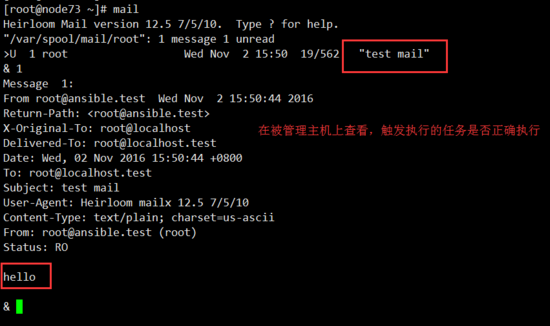 [root@node73 ~]# mail
Heirloom Mail version 12.5 7/5/10.  Type ? for help.
"/var/spool/mail/root": 1 message 1 unread
>U  1 root                  Wed Nov  2 15:50  19/562   "test mail"
& 1
Message  1:
From root@ansible.test  Wed Nov  2 15:50:44 2016
Return-Path: <root@ansible.test>
X-Original-To: root@localhost
在被管理主机上查看，触发执行的任务是否正确执行
Delivered-To: root@localhost.test
Date: Wed, 02 Nov 2016 15:50:44 +0800
To: root@localhost.test
Subject: test mail
User-Agent: Heirloom mailx 12.5 7/5/10
Content-Type: text/plain; charset=us-ascii
From: root@ansible.test (root)
Status: RO
hello
&